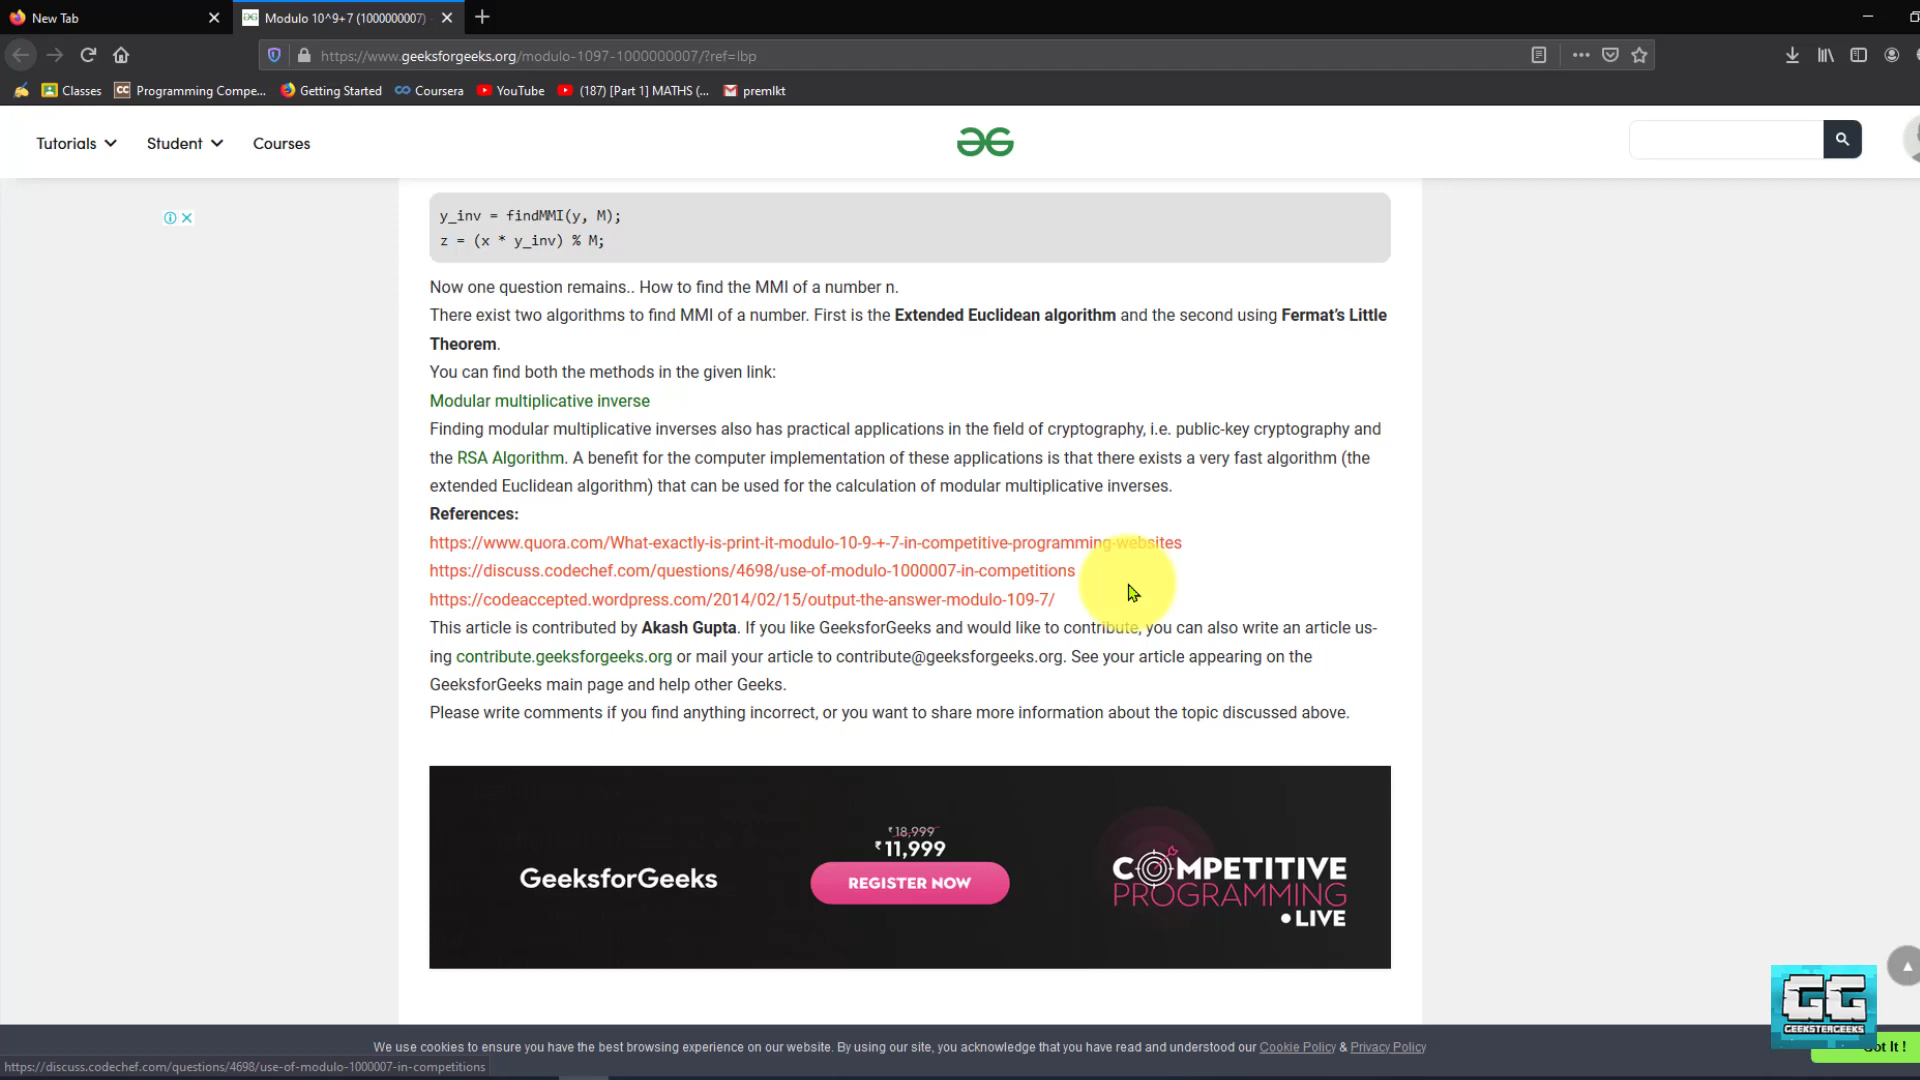 New Tab
Modulo 10^9+7 (1000000007)
https://www.geeksforgeeks.org/modulo-1097-1000000007/?ref=lbp
Classes
CC Programming Compe...
Getting Started
Coursera
YouTube
(187) [Part 1] MATHS (...
premlkt
Tutorials
Student
Courses
y_inv = findMMI(y, M);
z = (x * y_inv) % M;
Now one question remains.. How to find the MMI of a number n.
There exist two algorithms to find MMI of a number. First is the Extended Euclidean algorithm and the second using Fermat's Little
Theorem.
You can find both the methods in the given link:
Modular multiplicative inverse
Finding modular multiplicative inverses also has practical applications in the field of cryptography, i.e. public-key cryptography and
the RSA Algorithm. A benefit for the computer implementation of these applications is that there exists a very fast algorithm (the
extended Euclidean algorithm) that can be used for the calculation of modular multiplicative inverses.
References:
https://www.quora.com/What-exactly-is-print-it-modulo-10-9-+-7-in-competitive-programming-websites
https://discuss.codechef.com/questions/4698/use-of-modulo-1000007-in-competitions
https://codeaccepted.wordpress.com/2014/02/15/output-the-answer-modulo-109-7/
This article is contributed by Akash Gupta. If you like GeeksforGeeks and would like to contribute, you can also write an article us-
ing contribute.geeksforgeeks.org or mail your article to contribute@geeksforgeeks.org. See your article appearing on the
GeeksforGeeks main page and help other Geeks.
Please write comments if you find anything incorrect, or you want to share more information about the topic discussed above.
₹18,999
₹11,999
GeeksforGeeks
REGISTER NOW
COMPETITIVE
PROGRAMMING
LIVE
GG
GEEKSTERGEEKS
We use cookies to ensure you have the best browsing experience on our website. By using our site, you acknowledge that you have read and understood our Cookie Policy & Privacy Policy
Got It !
https://discuss.codechef.com/questions/4698/use-of-modulo-1000007-in-competitions